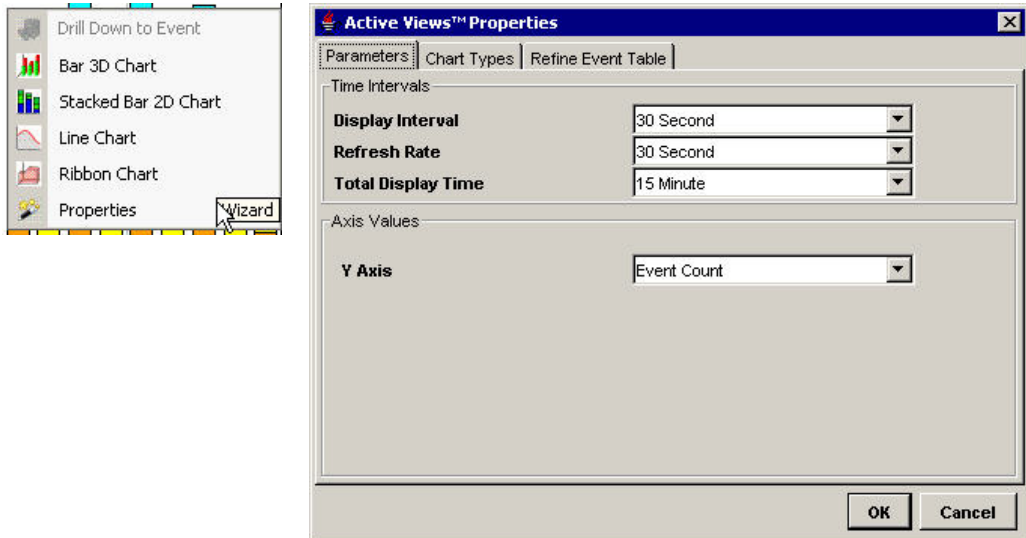 Drill Down to Event
Bar 3D Chart
Stacked Bar 2D Chart
Line Chart
Ribbon Chart
Properties
Wizard
Active Views™ Properties
Parameters Chart Types Refine Event Table
Time Intervals
Display Interval 30 Second
Refresh Rate 30 Second
Total Display Time 15 Minute
Axis Values
Y Axis Event Count
OK Cancel